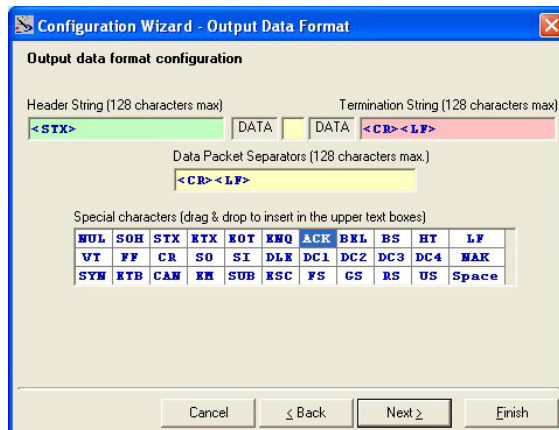 Configuration Wizard - Output Data Format
Output data format configuration
Header String (128 characters max) Termination String (128 characters max)
<STX> DATA DATA <CR><LF>
Data Packet Separators (128 characters max.)
<CR><LF>
Special characters (drag & drop to insert in the upper text boxes)
NUL SOH STX ETX EOT ENQ ACK BEL BS HT LF
VT FF CR SO SI DLE DC1 DC2 DC3 DC4 NAK
SYN ETB CAN EM SUB ESC FS GS RS US Space
Cancel < Back Next > Finish